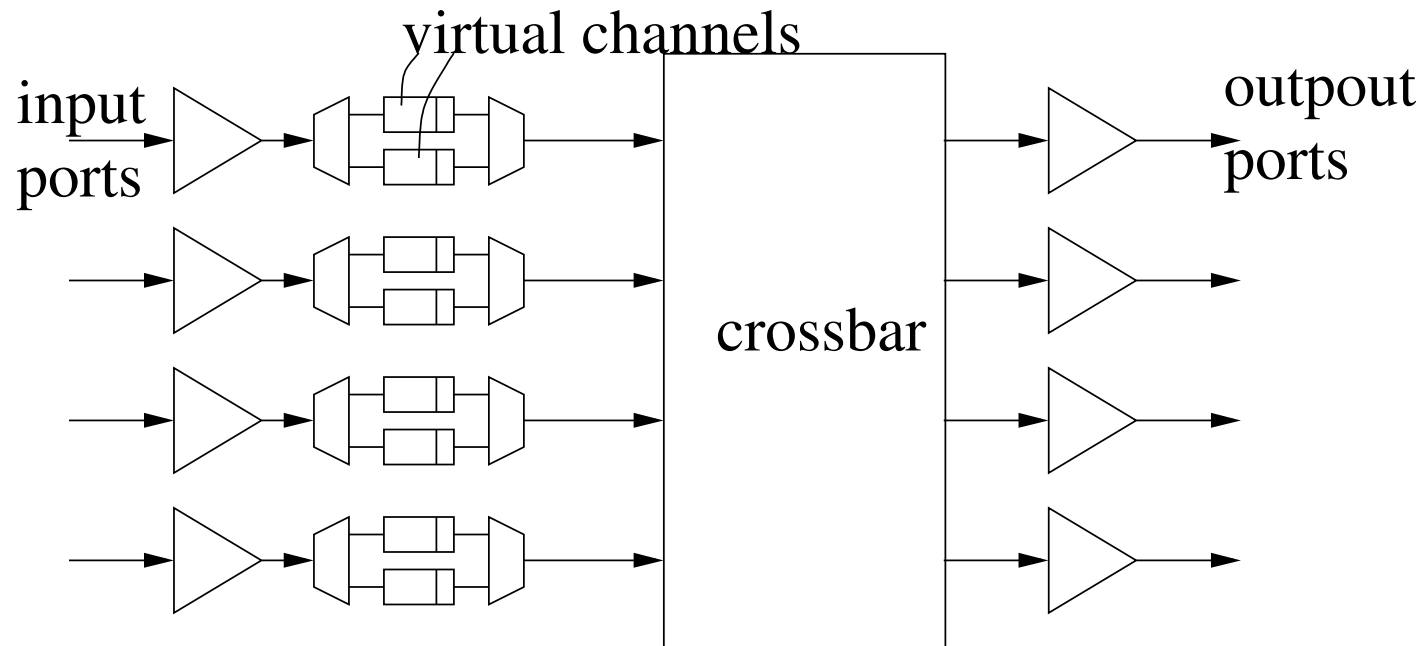 virtual channels
input
ports
outpout
ports
crossbar